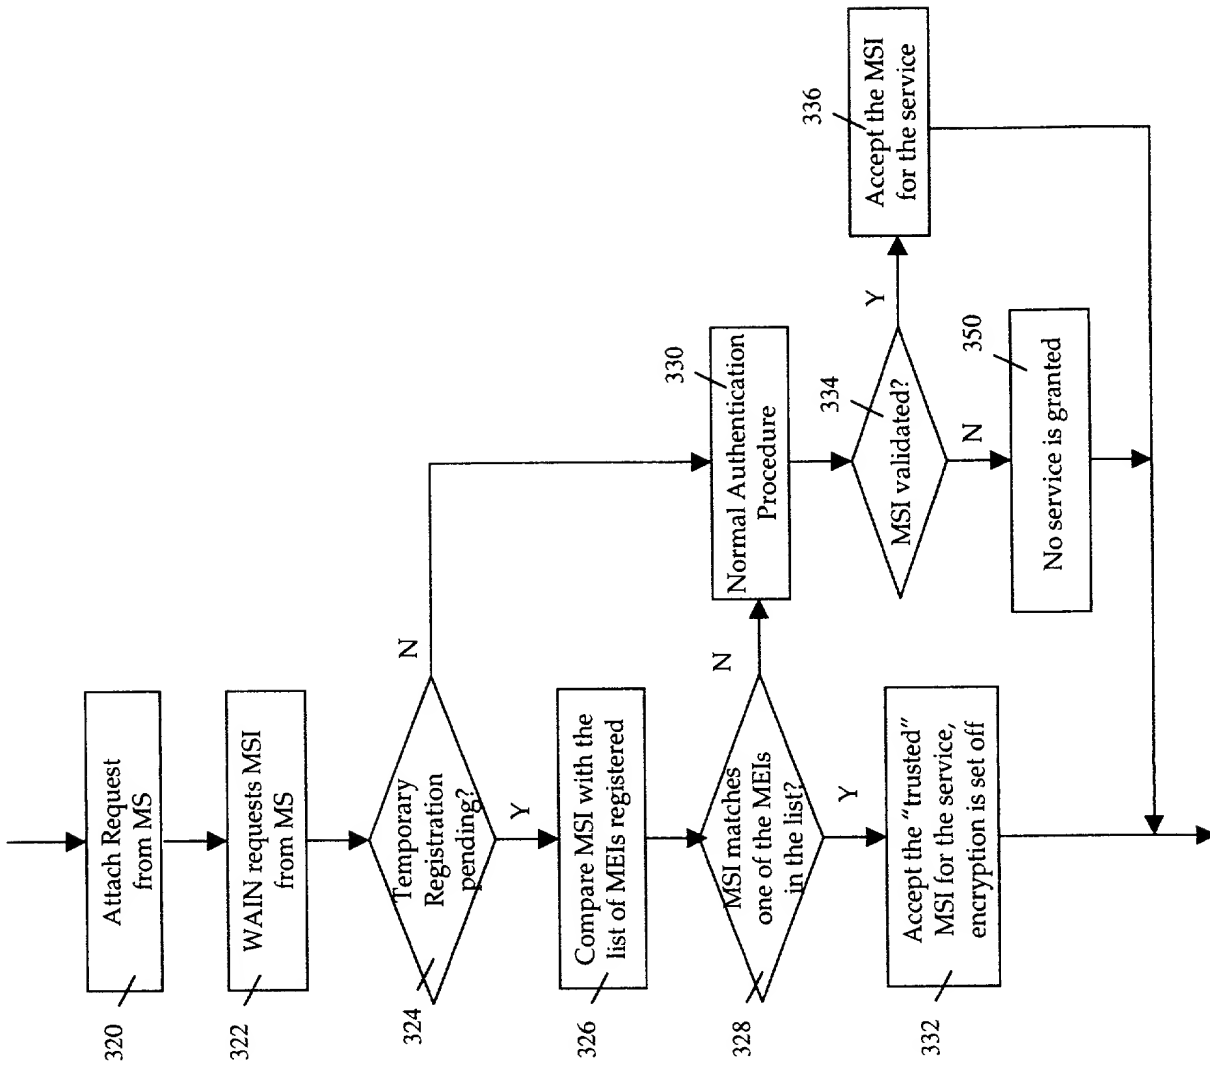 320
Attach Request
from MS
322
WAIN requests MSI
from MS
324
Temporary
Registration
pending?
N
Y
326
Compare MSI with the
list of MEIs registered
328
MSI matches
one of the MEIs
in the list?
N
Y
330
Normal Authentication
Procedure
332
Accept the “trusted”
MSI for the service,
encryption is set off
334
MSI validated?
Y
N
336
Accept the MSI
for the service
350
No service is granted